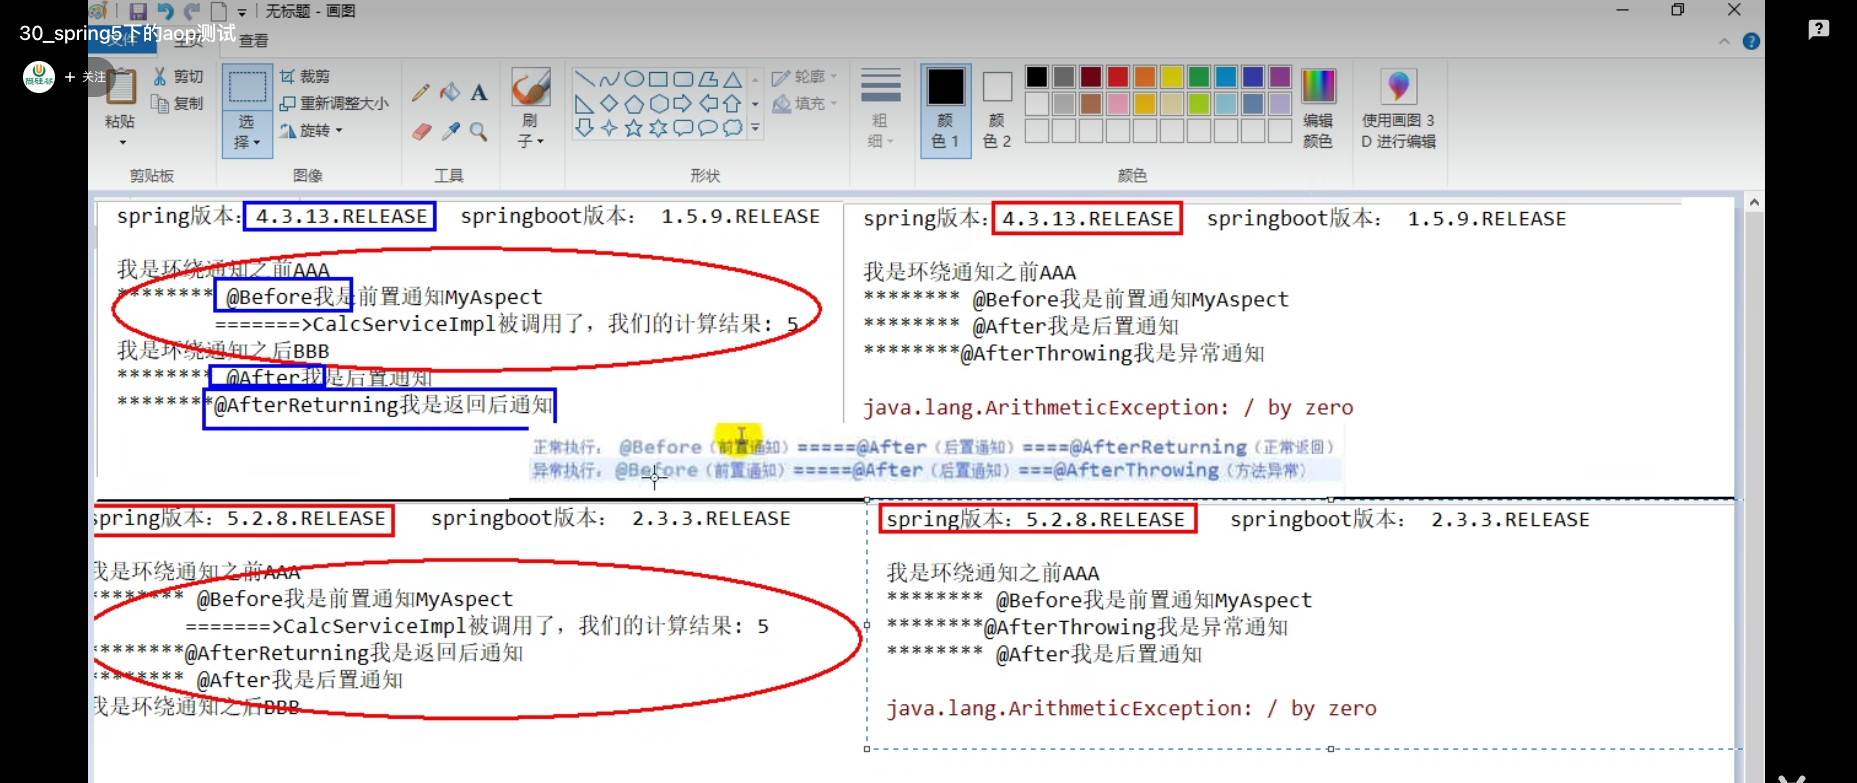 无标题 - 画图
30_spring5下的aop测试
文件 主页 查看
+ 关注
粘贴
剪切
复制
剪贴板
选择
裁剪
重新调整大小
旋转
图像
A
工具
刷子
形状
轮廓
填充
粗细
颜色 1
颜色 2
颜色
编辑颜色
使用画图 3D 进行编辑
spring版本: 4.3.13.RELEASE springboot版本: 1.5.9.RELEASE
我是环绕通知之前AAA
******** @Before我是前置通知MyAspect
=======>CalcServiceImpl被调用了, 我们的计算结果: 5
我是环绕通知之后BBB
******** @After我是后置通知
********@AfterReturning我是返回后通知
spring版本: 4.3.13.RELEASE springboot版本: 1.5.9.RELEASE
我是环绕通知之前AAA
******** @Before我是前置通知MyAspect
******** @After我是后置通知
********@AfterThrowing我是异常通知
java.lang.ArithmeticException: / by zero
正常执行: @Before（前置通知）=====@After（后置通知）====@AfterReturning（正常返回）
异常执行: @Before（前置通知）=====@After（后置通知）===@AfterThrowing（方法异常）
spring版本: 5.2.8.RELEASE springboot版本: 2.3.3.RELEASE
我是环绕通知之前AAA
******** @Before我是前置通知MyAspect
=======>CalcServiceImpl被调用了, 我们的计算结果: 5
********@AfterReturning我是返回后通知
******** @After我是后置通知
我是环绕通知之后BBB
spring版本: 5.2.8.RELEASE springboot版本: 2.3.3.RELEASE
我是环绕通知之前AAA
******** @Before我是前置通知MyAspect
********@AfterThrowing我是异常通知
******** @After我是后置通知
java.lang.ArithmeticException: / by zero